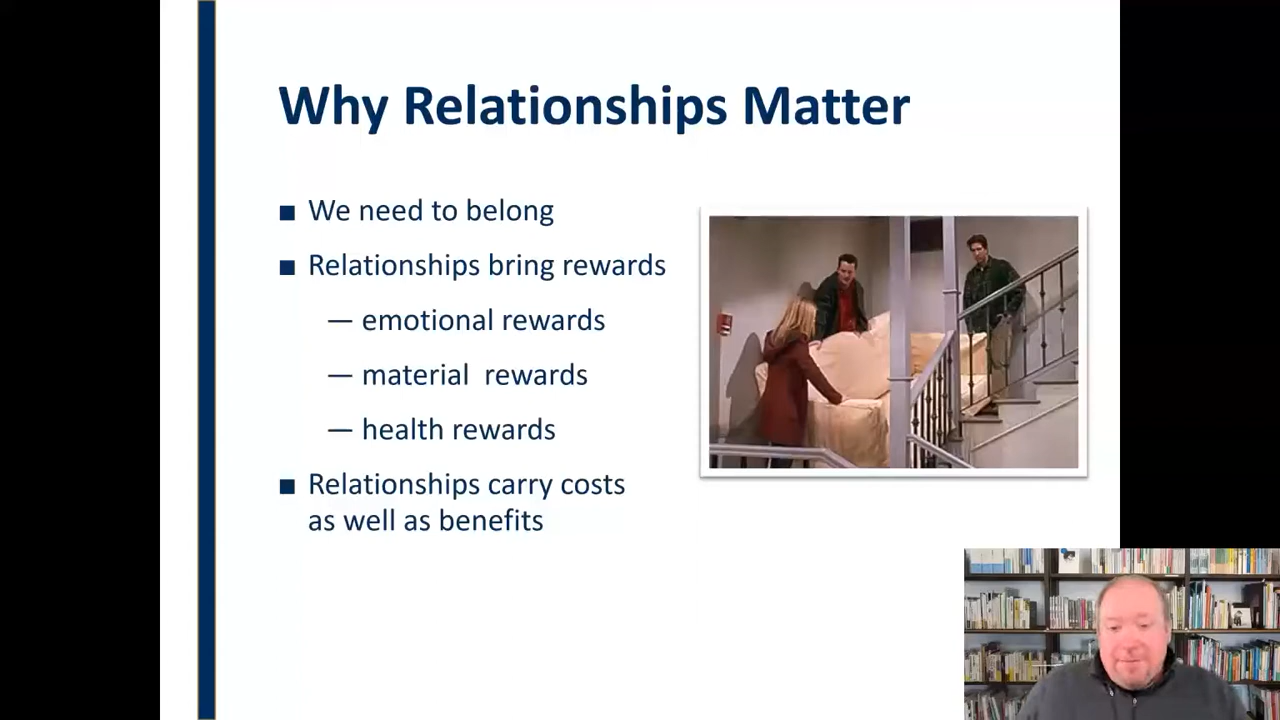 Why Relationships Matter
■ We need to belong
■ Relationships bring rewards
— emotional rewards
— material  rewards
— health rewards
■ Relationships carry costs
as well as benefits